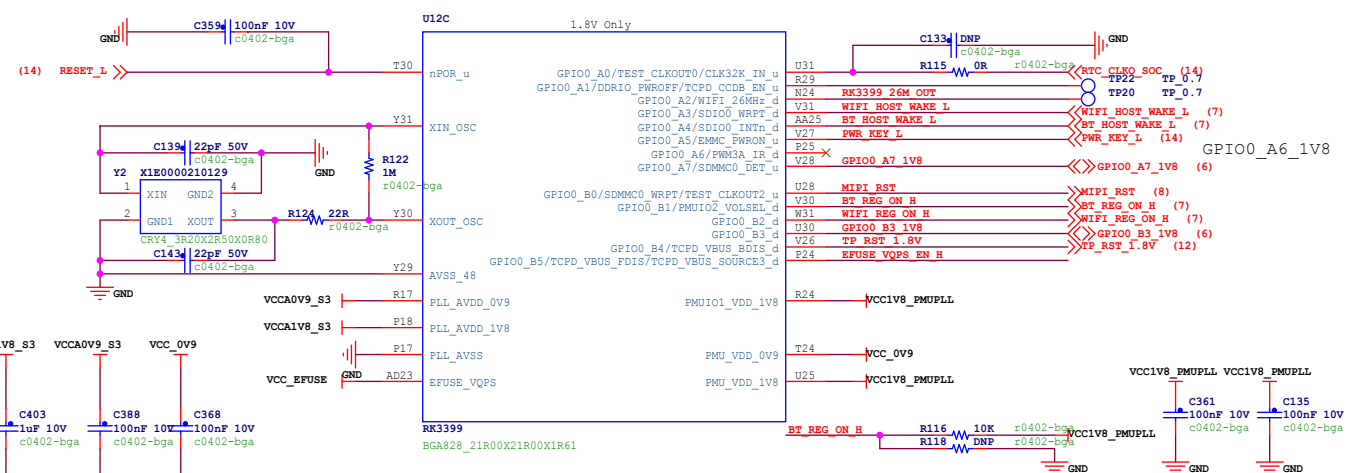 U12C
1.8V Only
C359 100nF 10V
c0402-bga
GND
(14) RESET_L
T30 nPOR_u
Y31 XIN_OSC
C139 22pF 50V
c0402-bga
GND
R122
1M
r0402-bga
Y2 X1E0000210129
1 XIN GND2 4
2 GND1 XOUT 3
CRY4_3R20X2R50X0R80
R124 22R
r0402-bga
Y30 XOUT_OSC
C143 22pF 50V
c0402-bga
Y29 AVSS_48
GND
VCCA0V9_S3 R17 PLL_AVDD_0V9
VCCA1V8_S3 P18 PLL_AVDD_1V8
P17 PLL_AVSS
GND
VCC_EFUSE AD23 EFUSE_VQPS
RK3399
BGA828_21R00X21R00X1R61
C133 DNP
c0402-bga
GND
R115 0R
r0402-bga
GPIO0_A0/TEST_CLKOUT0/CLK32K_IN_u U31 RTC_CLKO_SOC (14)
GPIO0_A1/DDRIO_PWROFF/TCPD_CCDB_EN_u R29 TP22 TP_0.7
GPIO0_A2/WIFI_26MHz_d N24 RK3399_26M_OUT TP20 TP_0.7
GPIO0_A3/SDIO0_WRPT_d V31 WIFI_HOST_WAKE_L WIFI_HOST_WAKE_L (7)
GPIO0_A4/SDIO0_INTn_d AA25 BT_HOST_WAKE_L BT_HOST_WAKE_L (7)
GPIO0_A5/EMMC_PWRON_u V27 PWR_KEY_L PWR_KEY_L (14)
GPIO0_A6/PWM3A_IR_d P25
GPIO0_A6_1V8
GPIO0_A7/SDMMC0_DET_u V28 GPIO0_A7_1V8 GPIO0_A7_1V8 (6)
GPIO0_B0/SDMMC0_WRPT/TEST_CLKOUT2_u U28 MIPI_RST MIPI_RST (8)
GPIO0_B1/PMUIO2_VOLSEL_d V30 BT_REG_ON_H BT_REG_ON_H (7)
GPIO0_B2_d W31 WIFI_REG_ON_H WIFI_REG_ON_H (7)
GPIO0_B3_d U30 GPIO0_B3_1V8 GPIO0_B3_1V8 (6)
GPIO0_B4/TCPD_VBUS_BDIS_d V26 TP_RST_1.8V TP_RST_1.8V (12)
GPIO0_B5/TCPD_VBUS_FDIS/TCPD_VBUS_SOURCE3_d P24 EFUSE_VQPS_EN_H
PMUIO1_VDD_1V8 R24 VCC1V8_PMUPLL
PMU_VDD_0V9 T24 VCC_0V9
PMU_VDD_1V8 U25 VCC1V8_PMUPLL
BT_REG_ON_H R116 10K r0402-bga VCC1V8_PMUPLL
R118 DNP r0402-bga
GND
1V8_S3 VCCA0V9_S3 VCC_0V9
C403
1uF 10V
c0402-bga
C388
100nF 10V
c0402-bga
C368
100nF 10V
c0402-bga
VCC1V8_PMUPLL VCC1V8_PMUPLL
C361
100nF 10V
c0402-bga
GND
C135
100nF 10V
c0402-bga
GND